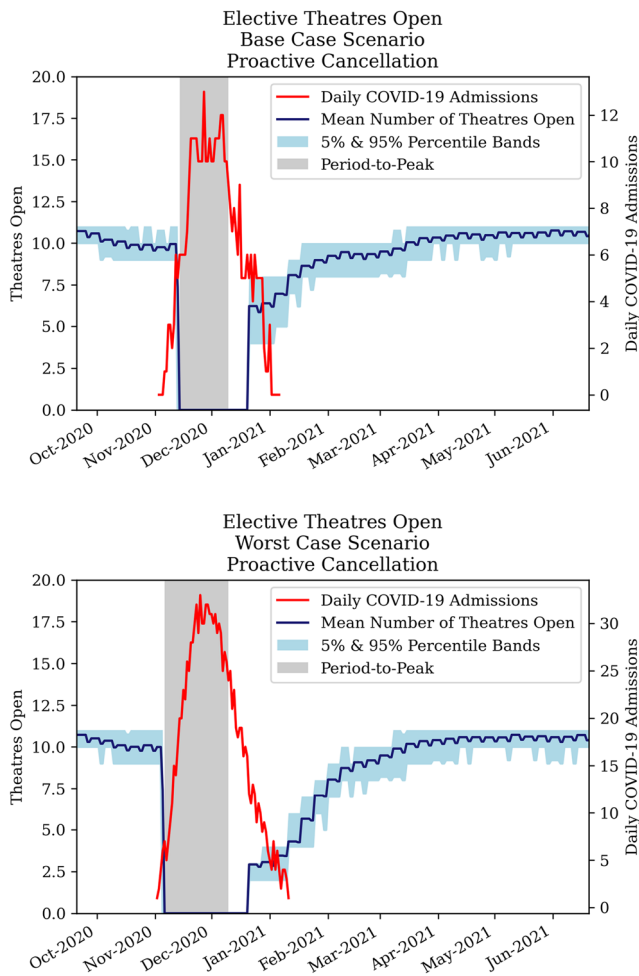 Elective Theatres Open
Base Case Scenario
Proactive Cancellation
20.0
17.5
15.0
12.5
10.0
7.5
5.0
2.5
0.0
Theatres Open
Daily COVID-19 Admissions
Mean Number of Theatres Open
5% & 95% Percentile Bands
Period-to-Peak
12
10
8
6
4
2
0
Daily COVID-19 Admissions
Oct-2020
Nov-2020
Dec-2020
Jan-2021
Feb-2021
Mar-2021
Apr-2021
May-2021
Jun-2021
Elective Theatres Open
Worst Case Scenario
Proactive Cancellation
20.0
17.5
15.0
12.5
10.0
7.5
5.0
2.5
0.0
Theatres Open
Daily COVID-19 Admissions
Mean Number of Theatres Open
5% & 95% Percentile Bands
Period-to-Peak
30
25
20
15
10
5
0
Daily COVID-19 Admissions
Oct-2020
Nov-2020
Dec-2020
Jan-2021
Feb-2021
Mar-2021
Apr-2021
May-2021
Jun-2021